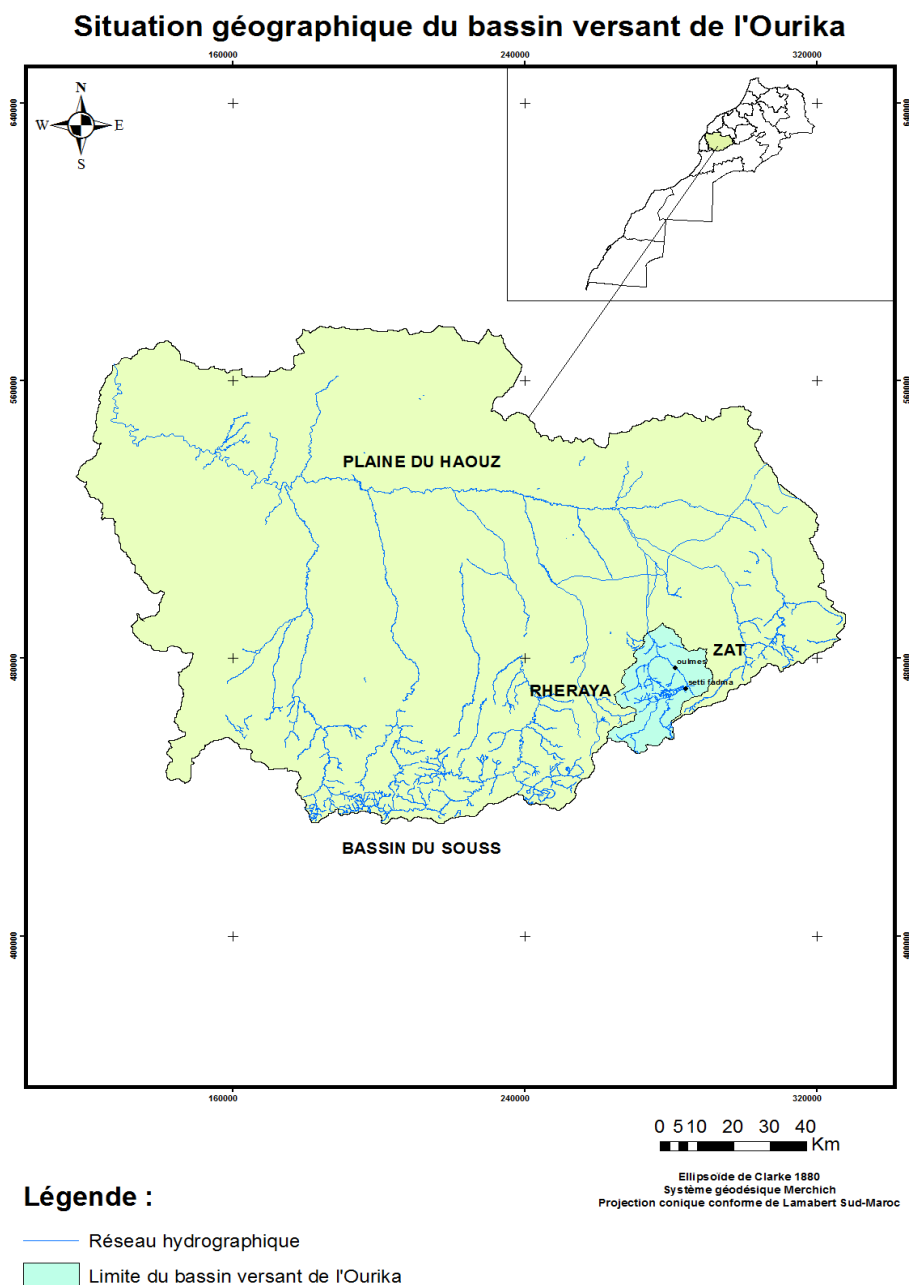 Situation géographique du bassin versant de l'Ourika
160000 240000 320000
640000 640000
N
W E
S
560000 560000
PLAINE DU HAOUZ
480000 480000
ZAT
oulmes
setti fadma
RHERAYA
BASSIN DU SOUSS
400000 400000
160000 240000 320000
0 5 10 20 30 40
Km
Ellipsoïde de Clarke 1880
Système géodésique Merchich
Projection conique conforme de Lamabert Sud-Maroc
Légende :
Réseau hydrographique
Limite du bassin versant de l'Ourika